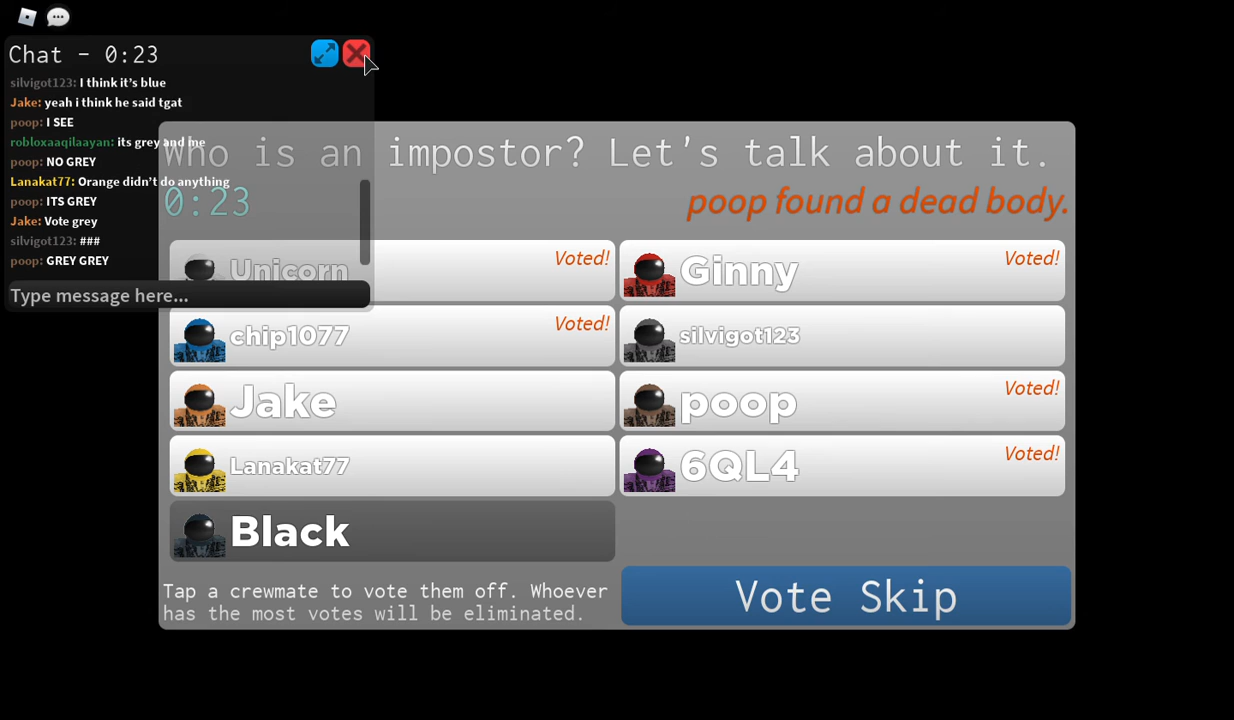 Chat - 0:23
silvigot123: I think it's blue
Jake: yeah i think he said tgat
poop: I SEE
robloxaaqilaayan: its grey and me
poop: NO GREY
Lanakat77: Orange didn't do anything
poop: ITS GREY
Jake: Vote grey
silvigot123: ###
poop: GREY GREY
Type message here...
Who is an impostor? Let's talk about it.
0:23
poop found a dead body.
Unicorn Voted!
Ginny Voted!
chip1077 Voted!
silvigot123
Jake
poop Voted!
Lanakat77
6QL4 Voted!
Black
Tap a crewmate to vote them off. Whoever
has the most votes will be eliminated.
Vote Skip